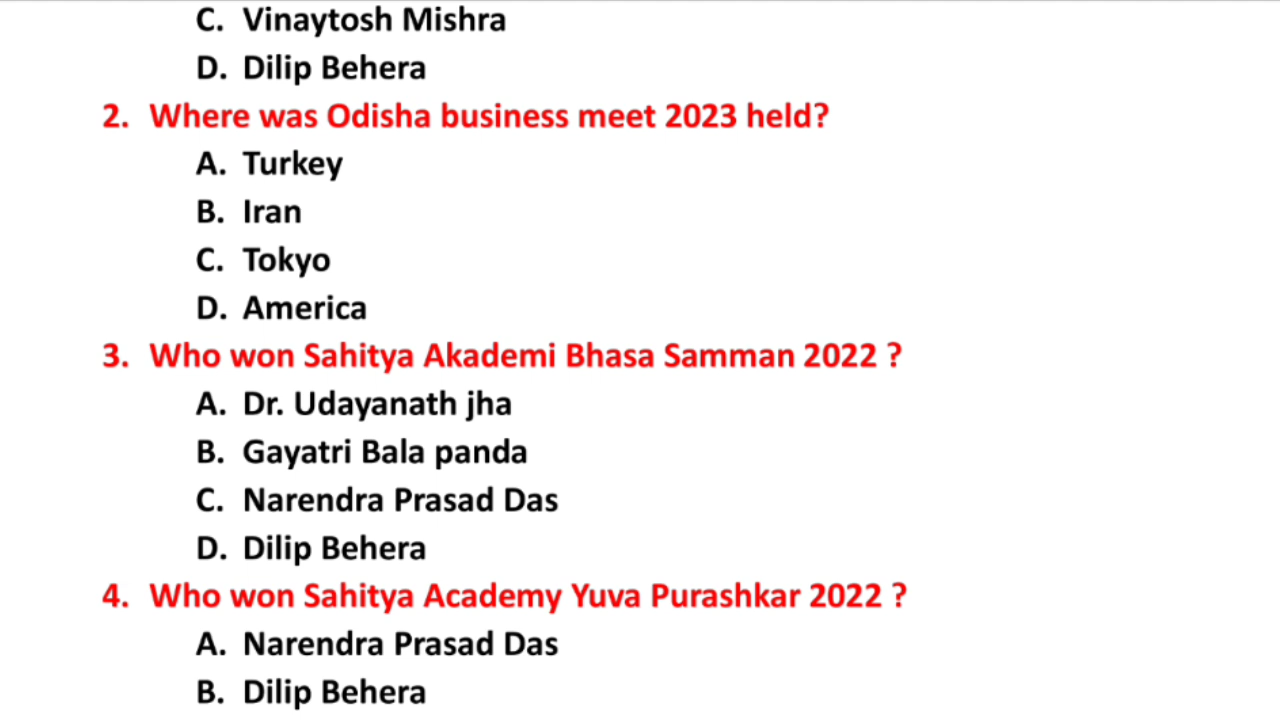 C. Vinaytosh Mishra
D. Dilip Behera
2. Where was Odisha business meet 2023 held?
A. Turkey
B. Iran
C. Tokyo
D. America
3. Who won Sahitya Akademi Bhasa Samman 2022 ?
A. Dr. Udayanath jha
B. Gayatri Bala panda
C. Narendra Prasad Das
D. Dilip Behera
4. Who won Sahitya Academy Yuva Purashkar 2022 ?
A. Narendra Prasad Das
B. Dilip Behera